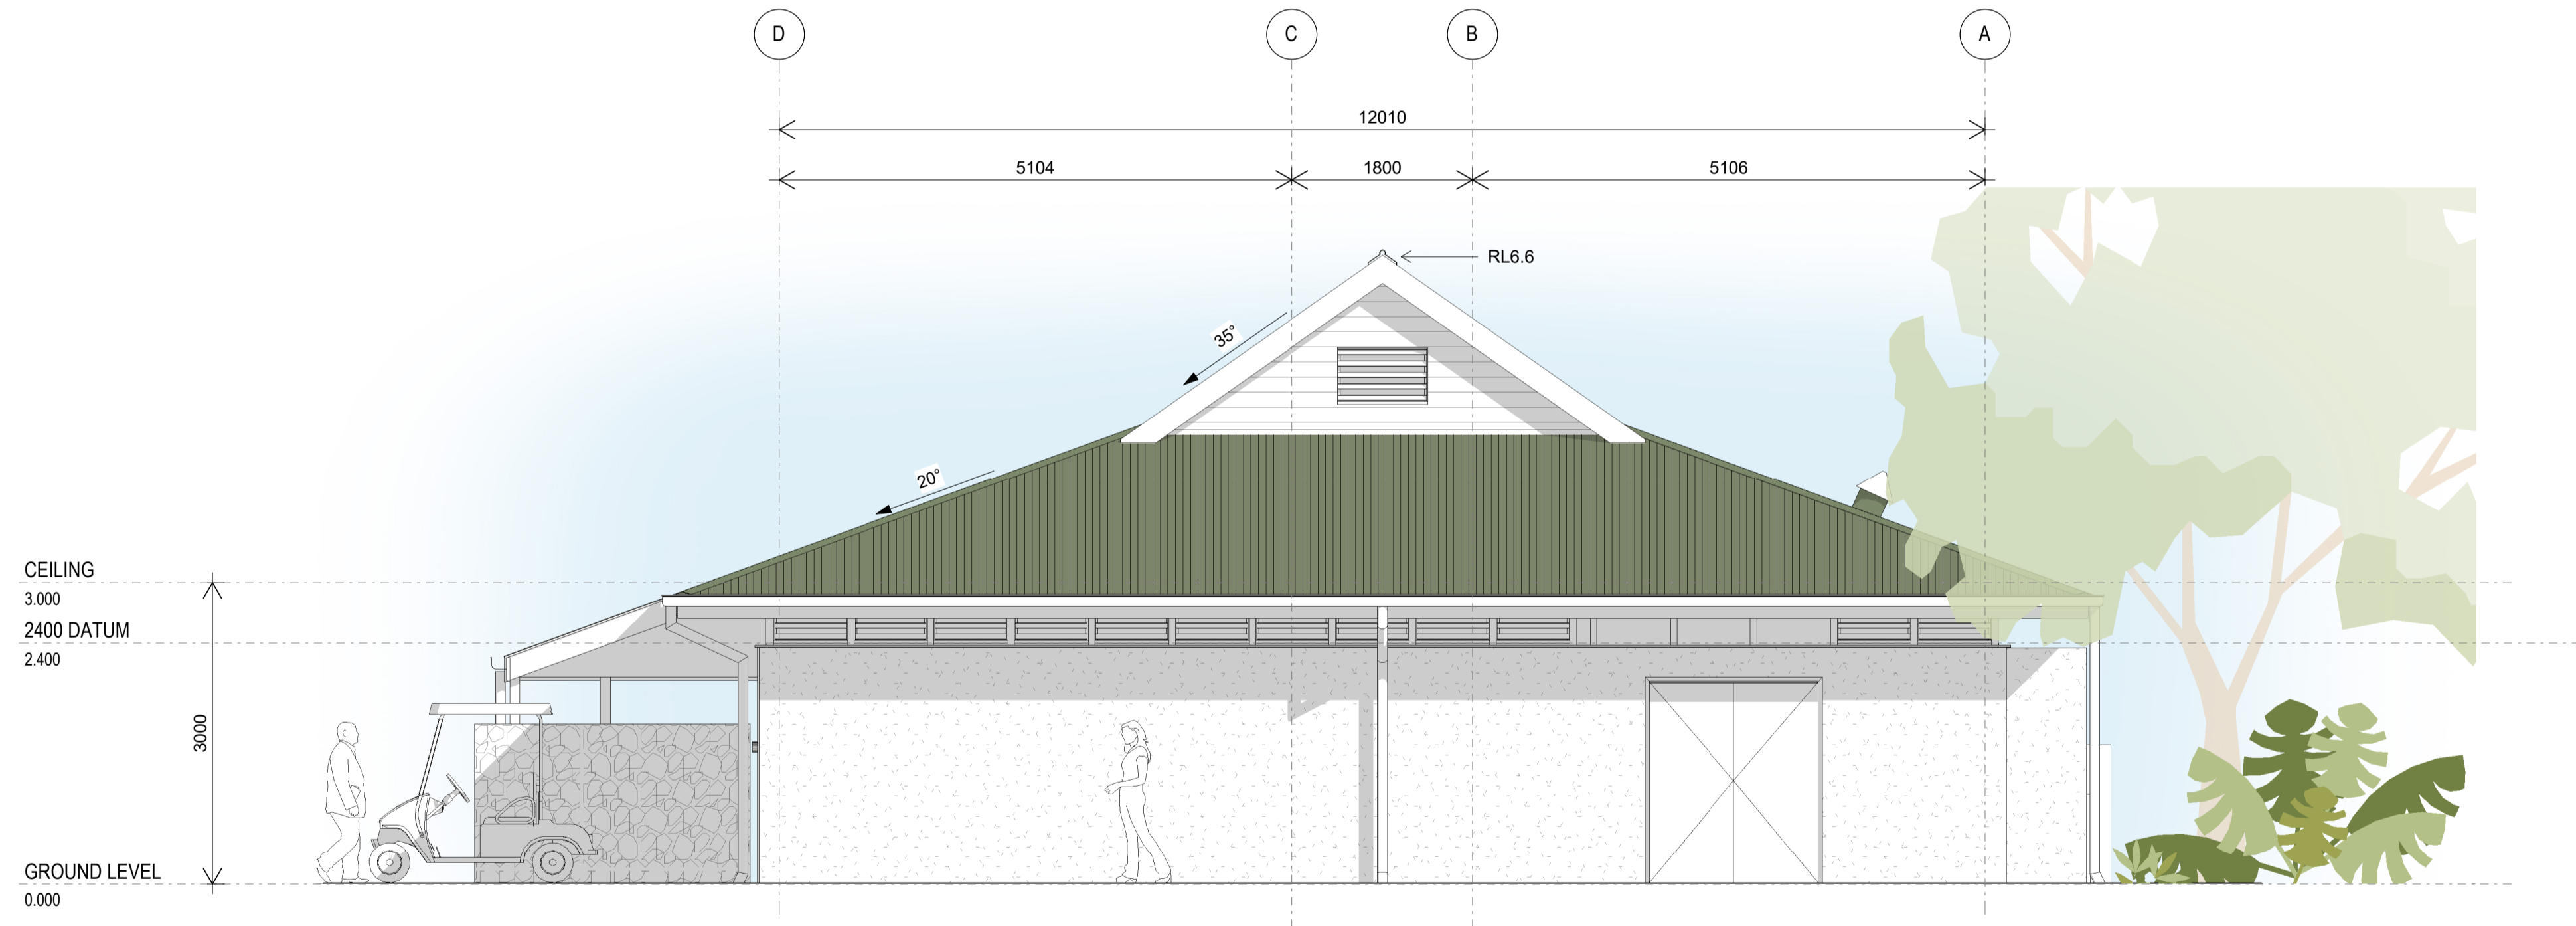 D
C
B
A
12010
5104
1800
5106
RL6.6
35°
20°
CEILING
3.000
2400 DATUM
2.400
3000
GROUND LEVEL
0.000